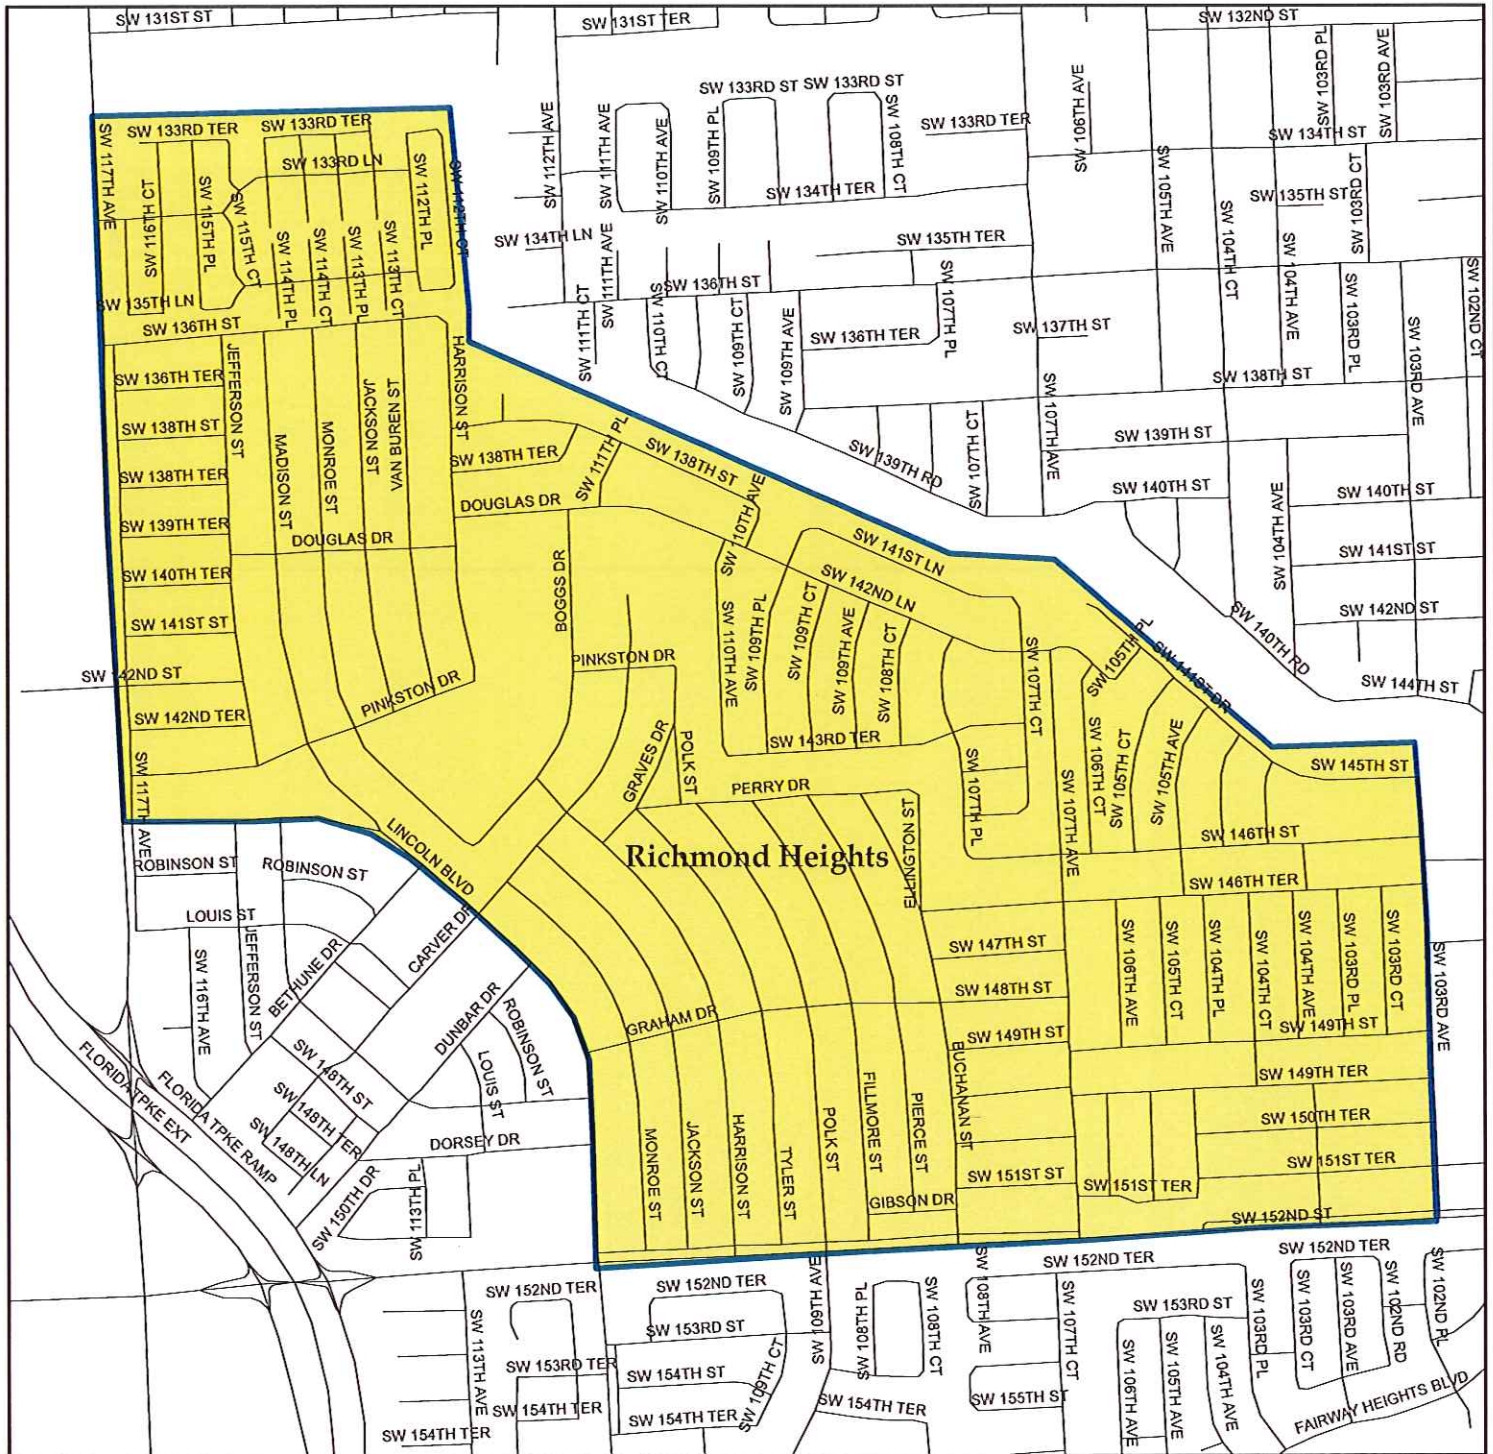 SW 131ST ST
SW 131ST TER
SW 132ND ST
SW 103RD PL
SW 103RD AVE
SW 133RD ST
SW 133RD ST
SW 106TH AVE
SW 112TH AVE
SW 111TH AVE
SW 110TH AVE
SW 109TH PL
SW 108TH CT
SW 133RD TER
SW 134TH ST
SW 117TH AVE
SW 133RD TER
SW 133RD TER
SW 133RD LN
SW 112TH PL
SW 112TH CT
SW 134TH TER
SW 105TH AVE
SW 104TH CT
SW 135TH ST
SW 103RD CT
SW 116TH CT
SW 115TH PL
SW 115TH CT
SW 114TH PL
SW 114TH CT
SW 113TH PL
SW 113TH CT
SW 134TH LN
SW 111TH AVE
SW 135TH TER
SW 104TH AVE
SW 103RD PL
SW 102ND CT
SW 135TH LN
SW 136TH ST
SW 136TH ST
SW 111TH CT
SW 110TH CT
SW 109TH CT
SW 109TH AVE
SW 136TH TER
SW 107TH PL
SW 137TH ST
SW 103RD AVE
SW 136TH TER
JEFFERSON ST
HARRISON ST
SW 138TH ST
SW 107TH AVE
SW 138TH ST
MADISON ST
MONROE ST
JACKSON ST
VAN BUREN ST
SW 138TH TER
SW 111TH PL
SW 138TH ST
SW 139TH RD
SW 107TH CT
SW 139TH ST
SW 138TH TER
DOUGLAS DR
SW 110TH AVE
SW 140TH ST
SW 104TH AVE
SW 140TH ST
SW 139TH TER
DOUGLAS DR
SW 141ST LN
SW 141ST ST
SW 140TH TER
BOGGS DR
SW 142ND LN
SW 141ST ST
SW 110TH AVE
SW 109TH PL
SW 109TH CT
SW 109TH AVE
SW 108TH CT
SW 107TH CT
SW 105TH PL
SW 141ST DR
SW 140TH RD
SW 142ND ST
SW 142ND ST
PINKSTON DR
PINKSTON DR
SW 144TH ST
SW 142ND TER
GRAVES DR
POLK ST
SW 143RD TER
SW 106TH CT
SW 105TH CT
SW 105TH AVE
SW 117TH AVE
PERRY DR
SW 107TH PL
SW 107TH AVE
SW 145TH ST
LINCOLN BLVD
ELLINGTON ST
SW 146TH ST
Richmond Heights
ROBINSON ST
ROBINSON ST
SW 146TH TER
LOUIS ST
JEFFERSON ST
BETHUNE DR
CARVER DR
SW 116TH AVE
SW 147TH ST
SW 106TH AVE
SW 105TH CT
SW 104TH PL
SW 104TH CT
SW 104TH AVE
SW 103RD PL
SW 103RD CT
SW 103RD AVE
SW 148TH ST
DUNBAR DR
ROBINSON ST
GRAHAM DR
SW 149TH ST
SW 149TH ST
FLORIDA TPKE EXT
FLORIDA TPKE RAMP
SW 148TH ST
SW 148TH TER
SW 148TH LN
LOUIS ST
BUCHANAN ST
SW 149TH TER
DORSEY DR
MONROE ST
JACKSON ST
HARRISON ST
TYLER ST
POLK ST
FILLMORE ST
PIERCE ST
SW 150TH TER
SW 150TH DR
SW 113TH PL
GIBSON DR
SW 151ST ST
SW 151ST TER
SW 151ST TER
SW 152ND ST
SW 152ND TER
SW 152ND TER
SW 109TH AVE
SW 108TH PL
SW 108TH CT
SW 108TH AVE
SW 152ND TER
SW 107TH CT
SW 152ND TER
SW 103RD PL
SW 103RD CT
SW 103RD AVE
SW 102ND RD
SW 102ND PL
SW 113TH AVE
SW 153RD ST
SW 109TH CT
SW 153RD ST
SW 153RD TER
SW 154TH ST
SW 106TH AVE
SW 105TH AVE
SW 104TH AVE
SW 154TH TER
SW 154TH TER
SW 154TH TER
SW 154TH TER
SW 155TH ST
FAIRWAY HEIGHTS BLVD